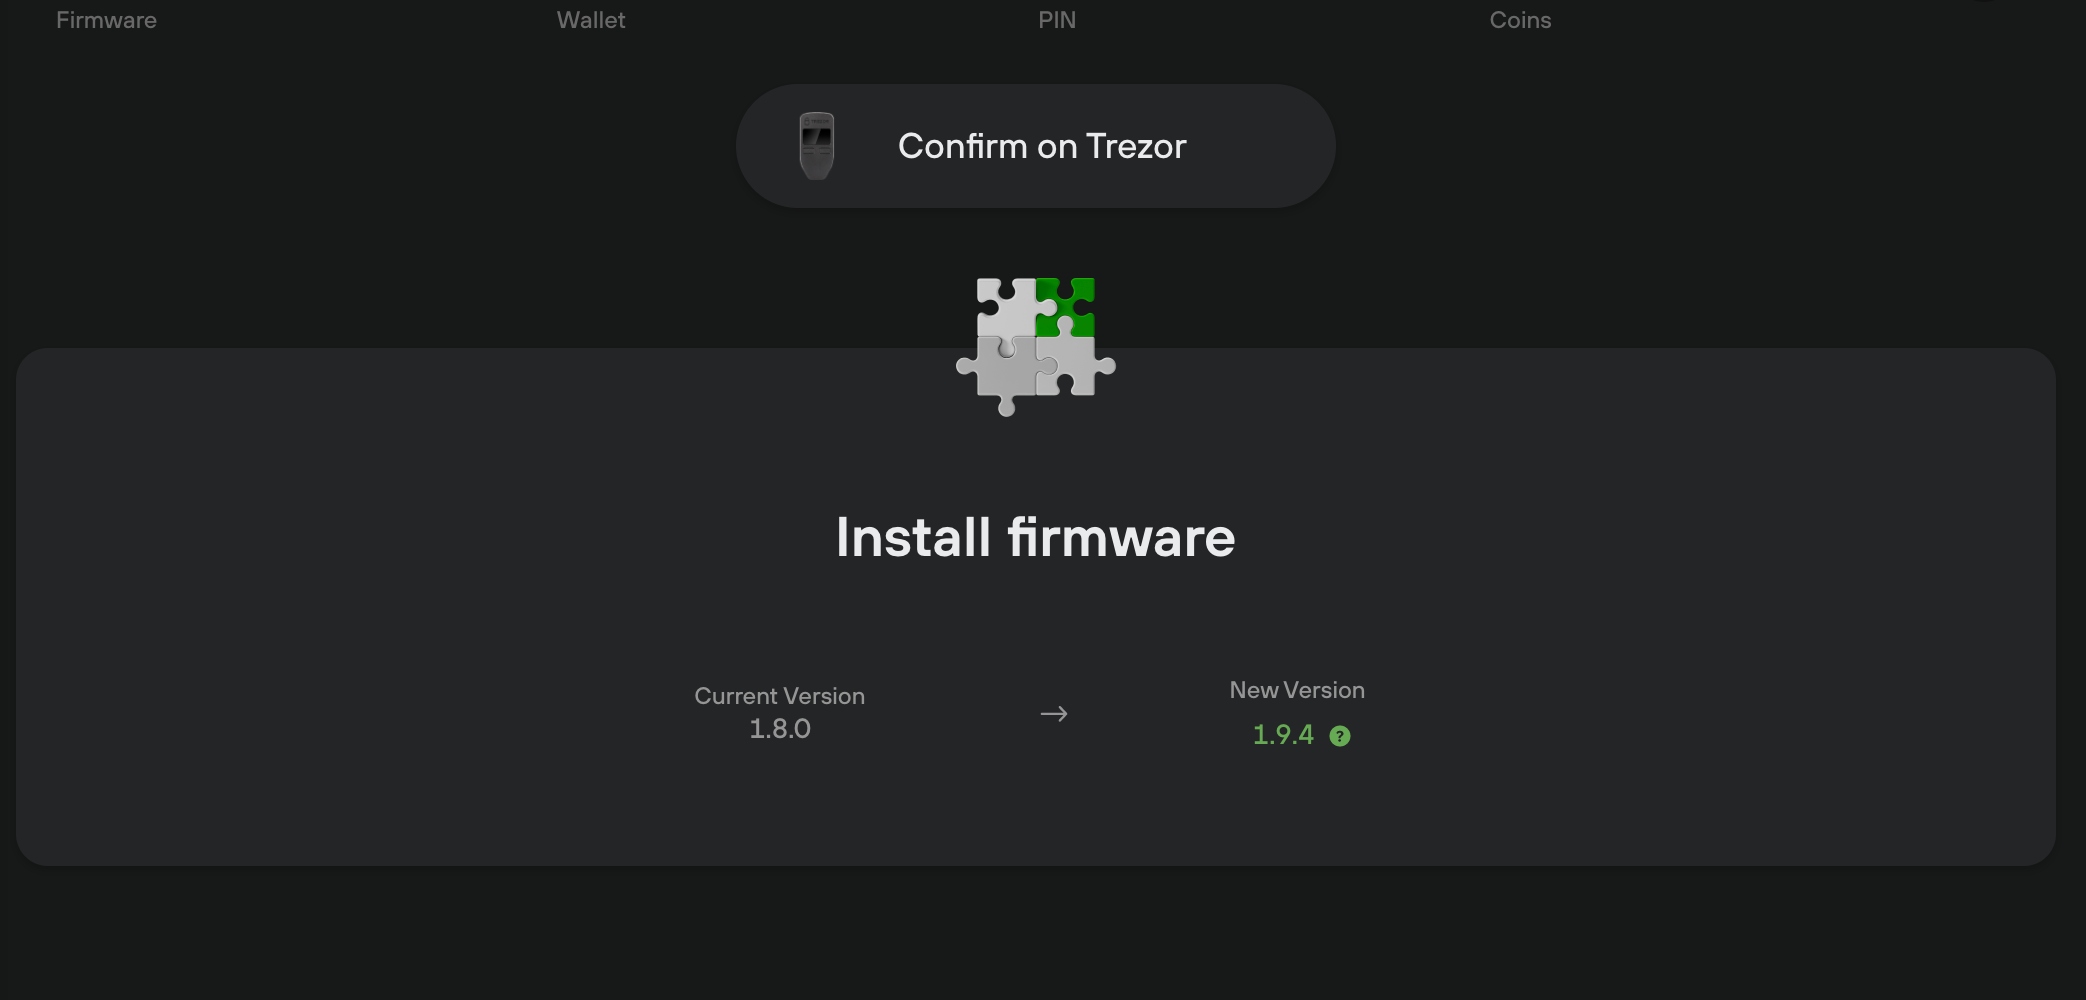 Firmware
Wallet
PIN
Coins
Confirm on Trezor
Install firmware
Current Version
1.8.0
→
New Version
1.9.4 ?